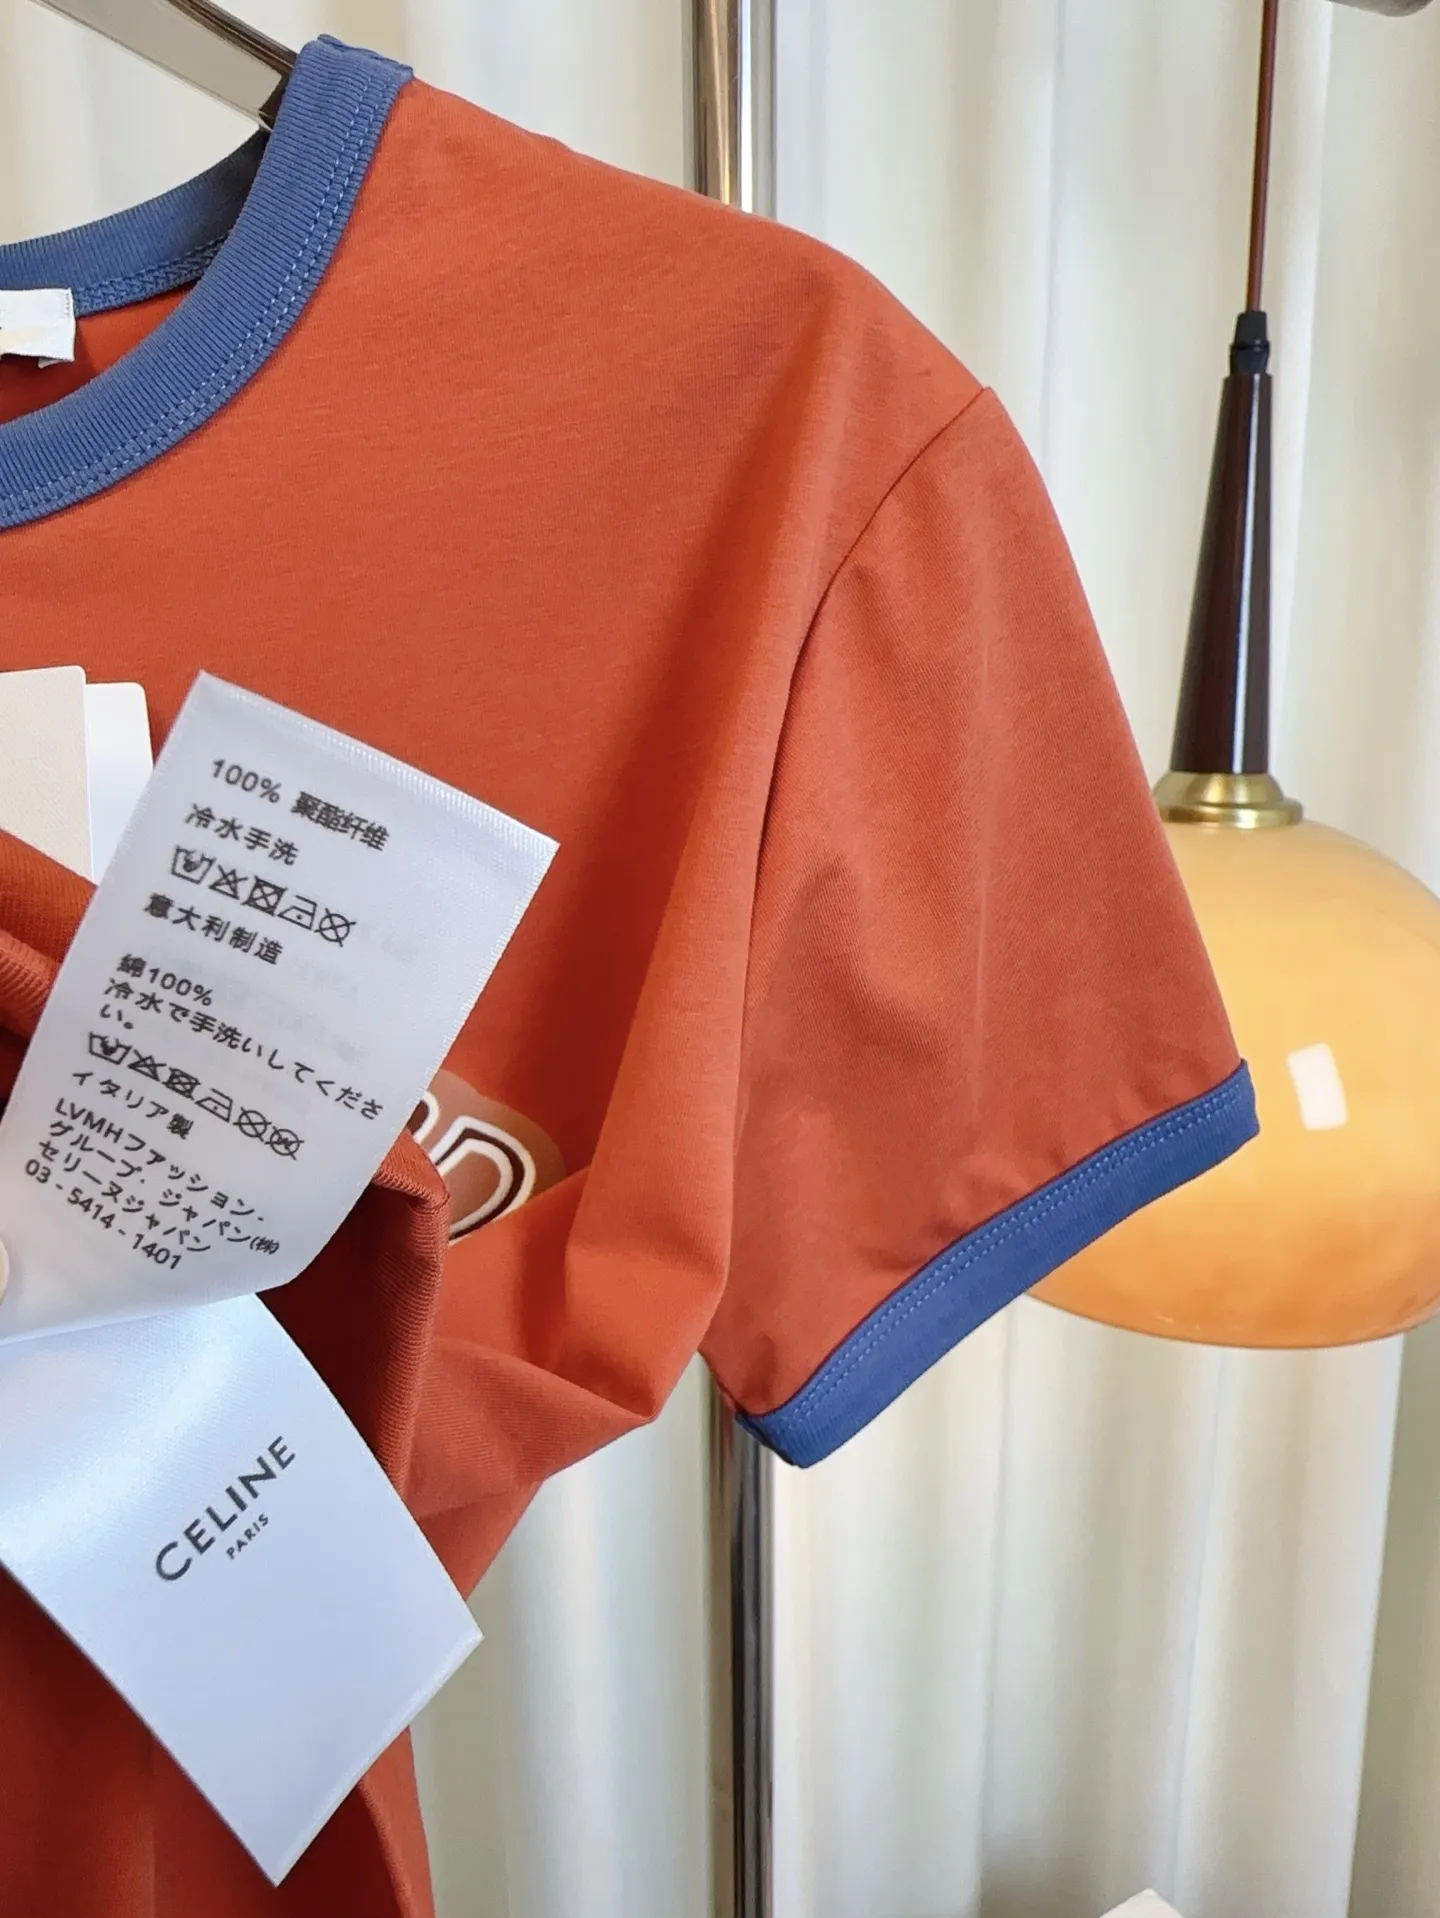 100% 聚酯纤维
冷水手洗
意大利制造
綿100%
冷水で手洗いしてくださ
い。
イタリア製
LVMHファッション・
グループ・ジャパン(株)
セリーヌジャパン
03-5414-1401
CELINE
PARIS